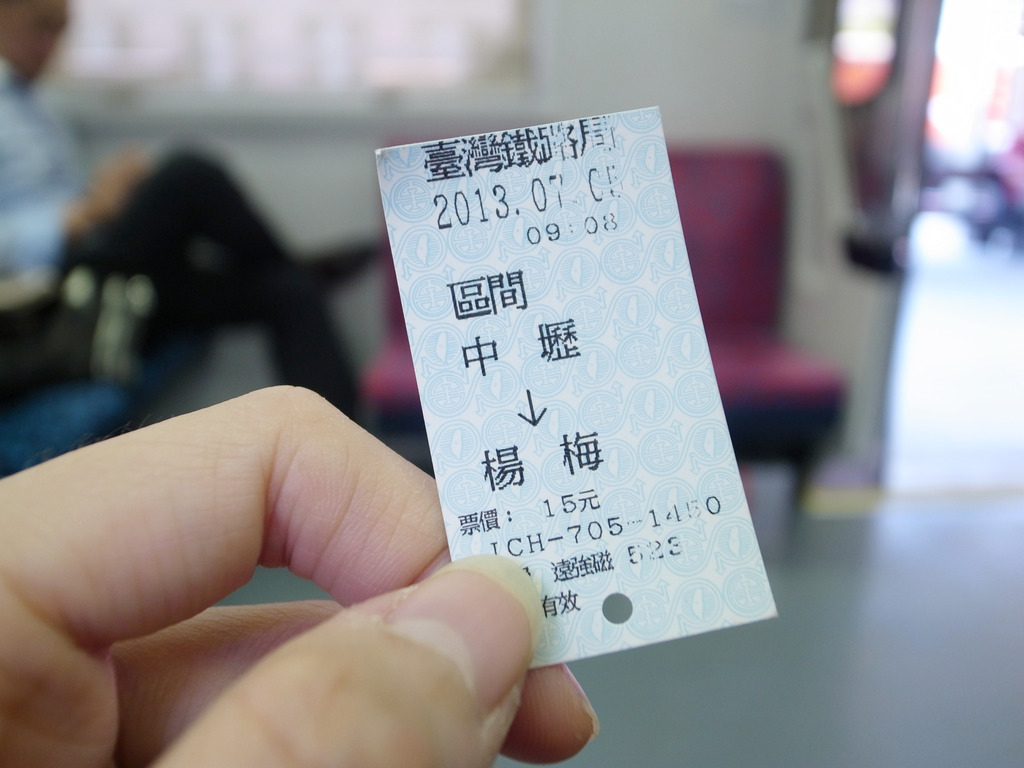 臺灣鐵路局
2013.07
09:08
區間
中壢
↓
楊梅
票價: 15元
ICH-705-1450
遠強磁 523
有效